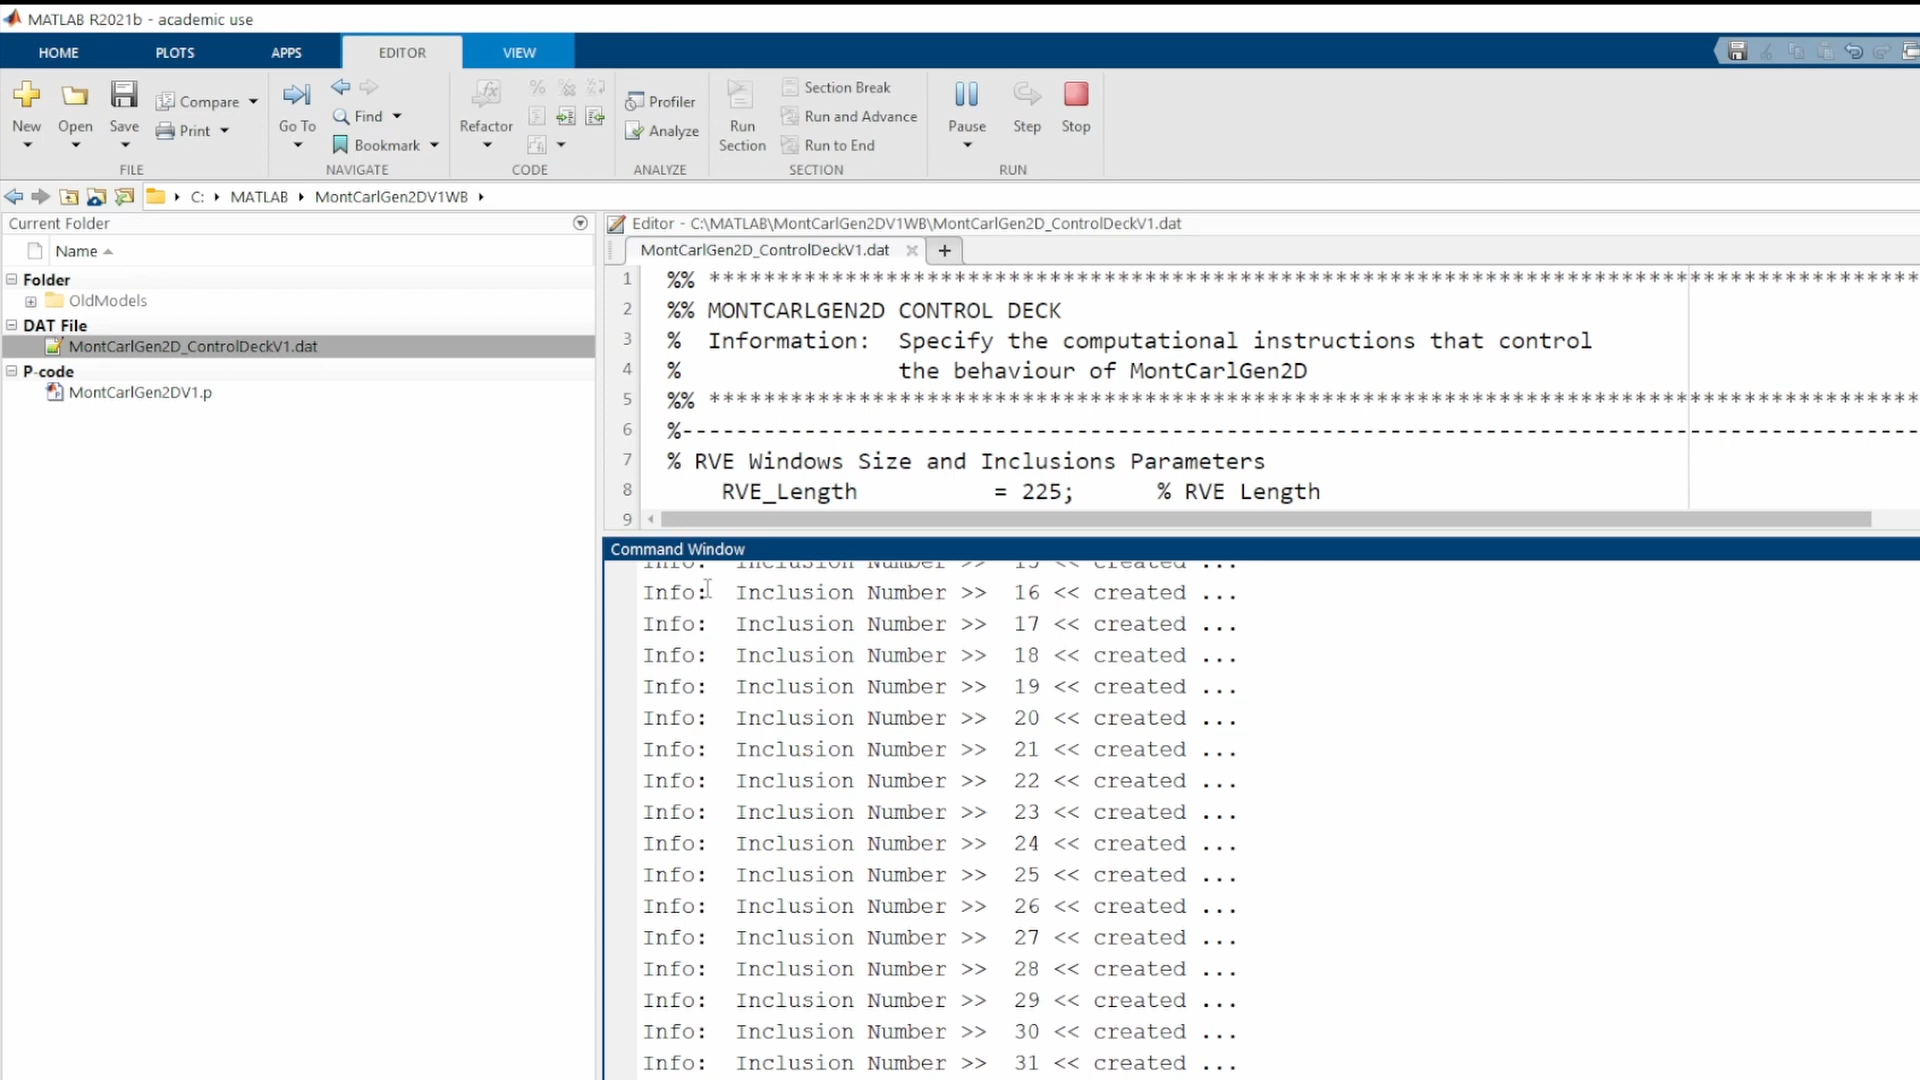 MATLAB R2021b - academic use
HOME PLOTS APPS EDITOR VIEW
New Open Save Compare Print
Go To Find Bookmark
Refactor
Profiler Analyze
Run Section
Section Break
Run and Advance
Run to End
Pause Step Stop
FILE NAVIGATE CODE ANALYZE SECTION RUN
C: MATLAB MontCarlGen2DV1WB
Current Folder
Name
Folder
OldModels
DAT File
MontCarlGen2D_ControlDeckV1.dat
P-code
MontCarlGen2DV1.p
Editor - C:\MATLAB\MontCarlGen2DV1WB\MontCarlGen2D_ControlDeckV1.dat
MontCarlGen2D_ControlDeckV1.dat
1 %% *****************************************************************************************
2 %% MONTCARLGEN2D CONTROL DECK
3 % Information: Specify the computational instructions that control
4 % the behaviour of MontCarlGen2D
5 %% *****************************************************************************************
6 %-------------------------------------------------------------------------------------------
7 % RVE Windows Size and Inclusions Parameters
8 RVE_Length = 225; % RVE Length
9
Command Window
Info: Inclusion Number >> 15 << created ...
Info: Inclusion Number >> 16 << created ...
Info: Inclusion Number >> 17 << created ...
Info: Inclusion Number >> 18 << created ...
Info: Inclusion Number >> 19 << created ...
Info: Inclusion Number >> 20 << created ...
Info: Inclusion Number >> 21 << created ...
Info: Inclusion Number >> 22 << created ...
Info: Inclusion Number >> 23 << created ...
Info: Inclusion Number >> 24 << created ...
Info: Inclusion Number >> 25 << created ...
Info: Inclusion Number >> 26 << created ...
Info: Inclusion Number >> 27 << created ...
Info: Inclusion Number >> 28 << created ...
Info: Inclusion Number >> 29 << created ...
Info: Inclusion Number >> 30 << created ...
Info: Inclusion Number >> 31 << created ...